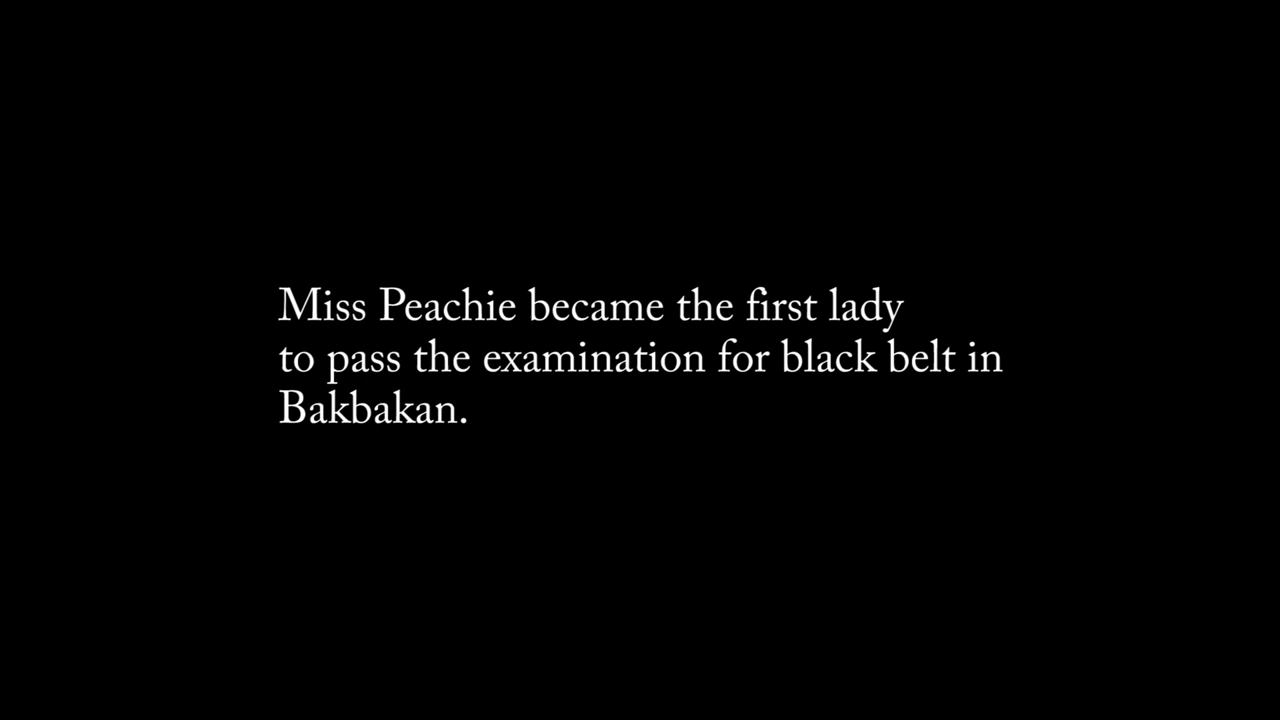 Miss Peachie became the first lady
to pass the examination for black belt in
Bakbakan.